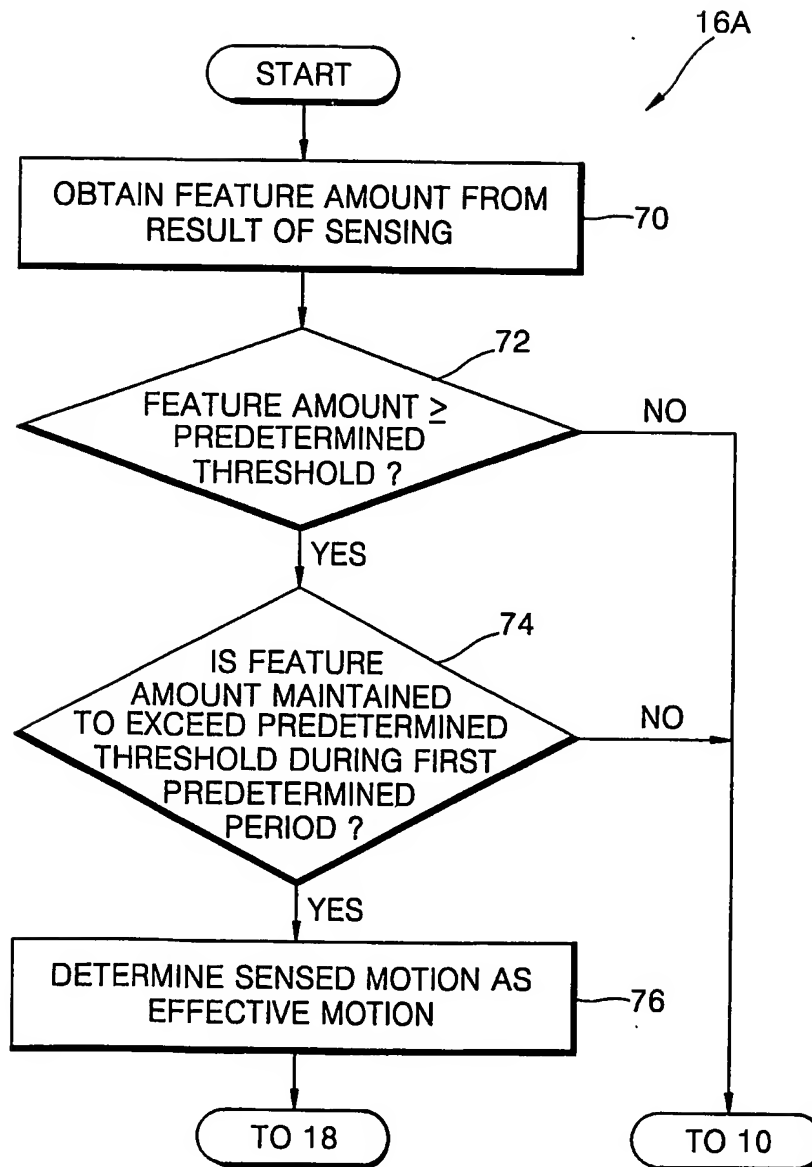 16A
START
OBTAIN FEATURE AMOUNT FROM
RESULT OF SENSING
70
72
FEATURE AMOUNT ≥
PREDETERMINED
THRESHOLD ?
NO
YES
74
IS FEATURE
AMOUNT MAINTAINED
TO EXCEED PREDETERMINED
THRESHOLD DURING FIRST
PREDETERMINED
PERIOD ?
NO
YES
DETERMINE SENSED MOTION AS
EFFECTIVE MOTION
76
TO 18
TO 10